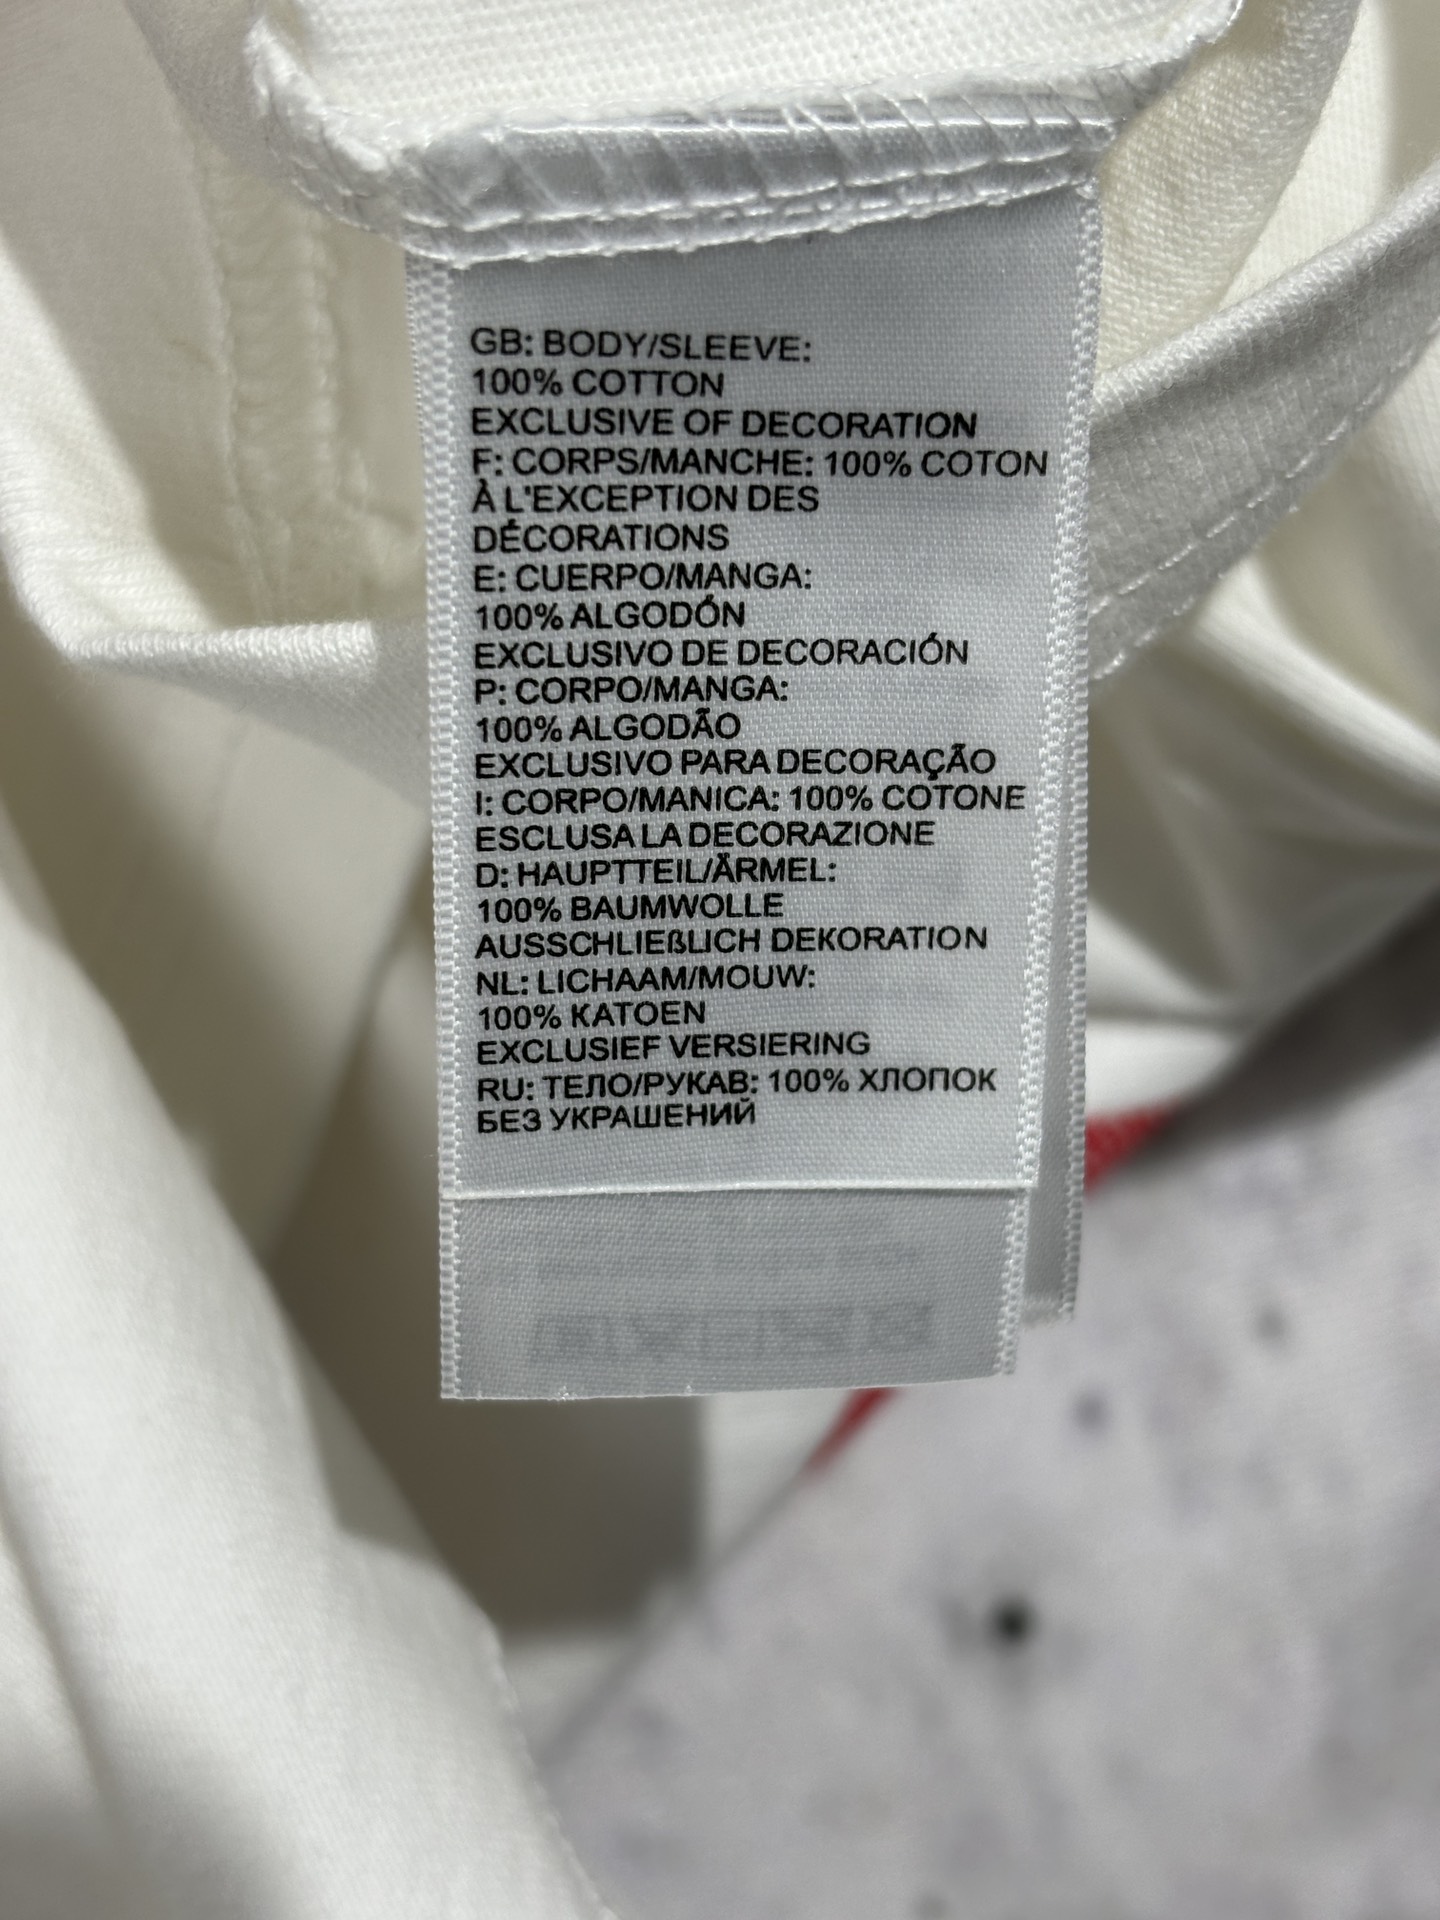 GB: BODY/SLEEVE:
100% COTTON
EXCLUSIVE OF DECORATION
F: CORPS/MANCHE: 100% COTON
À L'EXCEPTION DES
DÉCORATIONS
E: CUERPO/MANGA:
100% ALGODÓN
EXCLUSIVO DE DECORACIÓN
P: CORPO/MANGA:
100% ALGODÃO
EXCLUSIVO PARA DECORAÇÃO
I: CORPO/MANICA: 100% COTONE
ESCLUSA LA DECORAZIONE
D: HAUPTTEIL/ÄRMEL:
100% BAUMWOLLE
AUSSCHLIEßLICH DEKORATION
NL: LICHAAM/MOUW:
100% KATOEN
EXCLUSIEF VERSIERING
RU: ТЕЛО/РУКАВ: 100% ХЛОПОК
БЕЗ УКРАШЕНИЙ